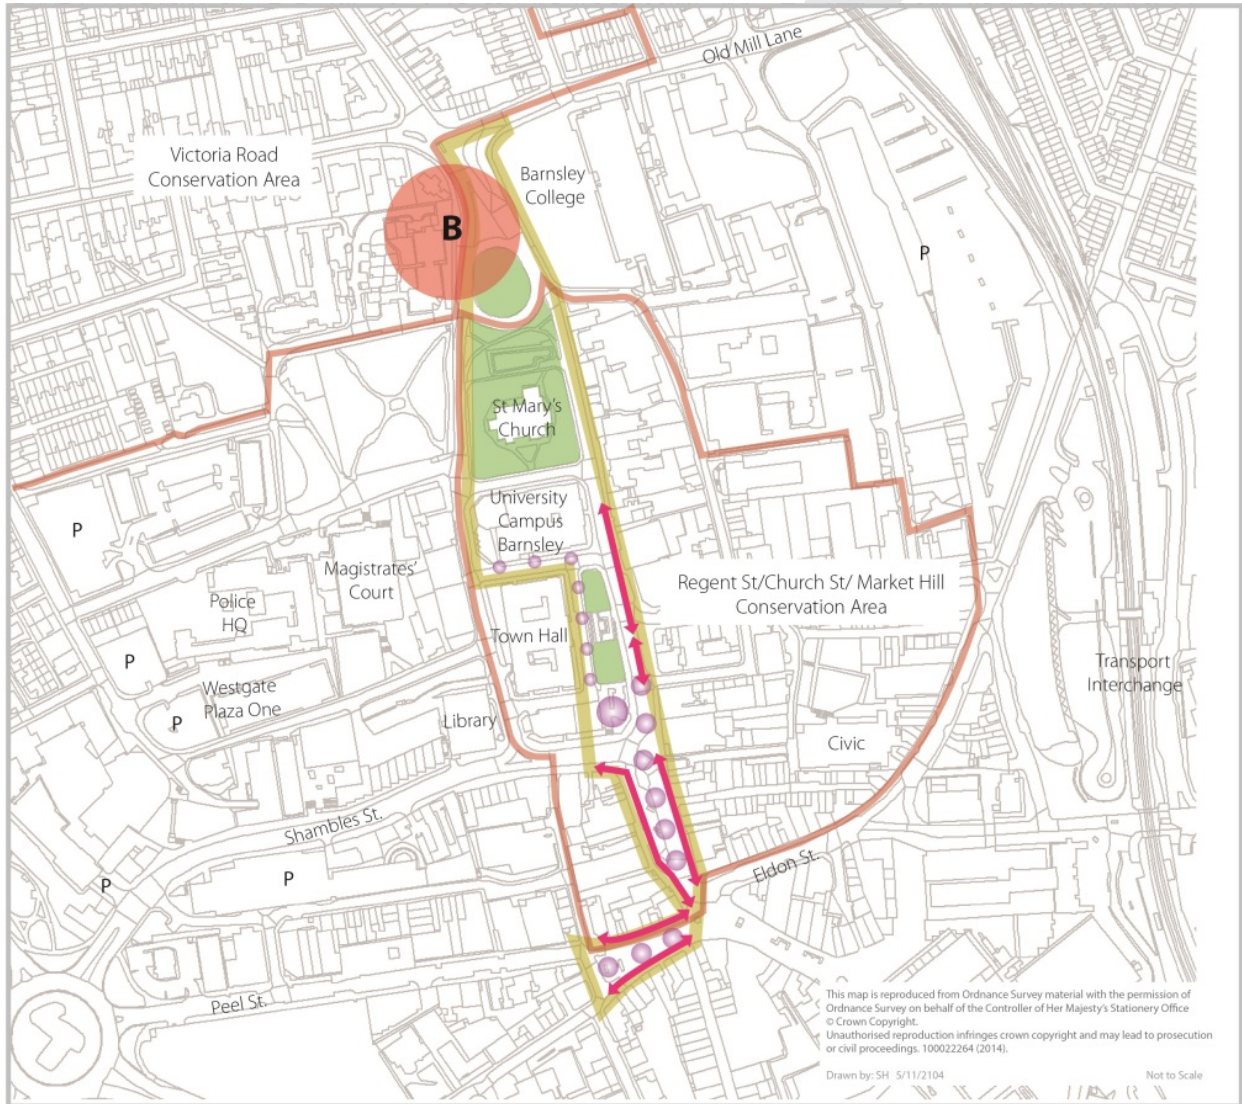 Old Mill Lane
Victoria Road
Conservation Area
Barnsley
College
B
P
St Mary's
Church
University
Campus
Barnsley
P
Magistrates'
Court
Regent St/Church St/ Market Hill
Conservation Area
Police
HQ
Town Hall
P
Transport
Interchange
Westgate
Plaza One
P
Library
Civic
Shambles St.
Eldon St.
P
P
Peel St.
This map is reproduced from Ordnance Survey material with the permission of
Ordnance Survey on behalf of the Controller of Her Majesty's Stationery Office
© Crown Copyright.
Unauthorised reproduction infringes crown copyright and may lead to prosecution
or civil proceedings. 100022264 (2014).
Drawn by: SH 5/11/2104
Not to Scale